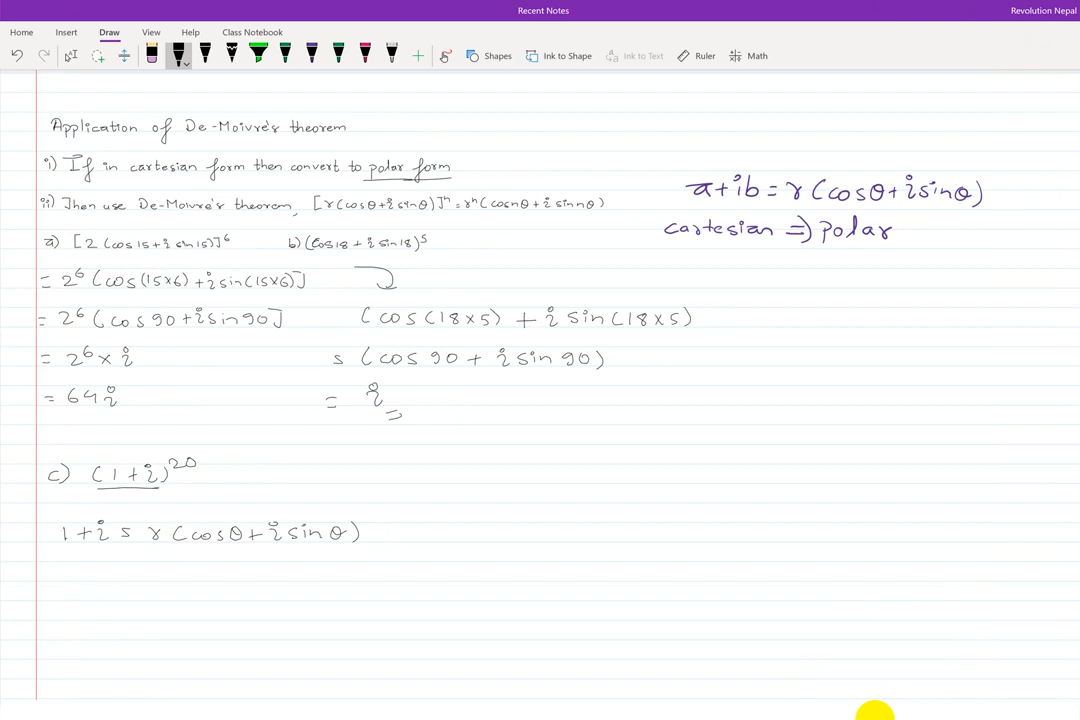 Recent Notes
Revolution Nepal
Home Insert Draw View Help Class Notebook
Shapes Ink to Shape Ink to Text Ruler Math
Application of De-Moivre's theorem
i) If in cartesian form then convert to polar form
ii) Then use De-Moivre's theorem, [r(cosθ+i sinθ)]ⁿ=rⁿ(cosnθ+i sin nθ)
a+ib = r (cosθ+isinθ)
cartesian ⇒ polar
a) [2 (cos15+i sin15)]⁶
b) (cos18 + i sin18)⁵
= 2⁶ (cos(15×6) +i sin(15×6)]
= 2⁶ (cos90+isin90]
= 2⁶ × i
= 64i
(cos(18×5) + i sin(18×5)
= (cos 90 + i sin 90)
= i
c) (1+i)²⁰
1+i = r (cosθ+ i sinθ)